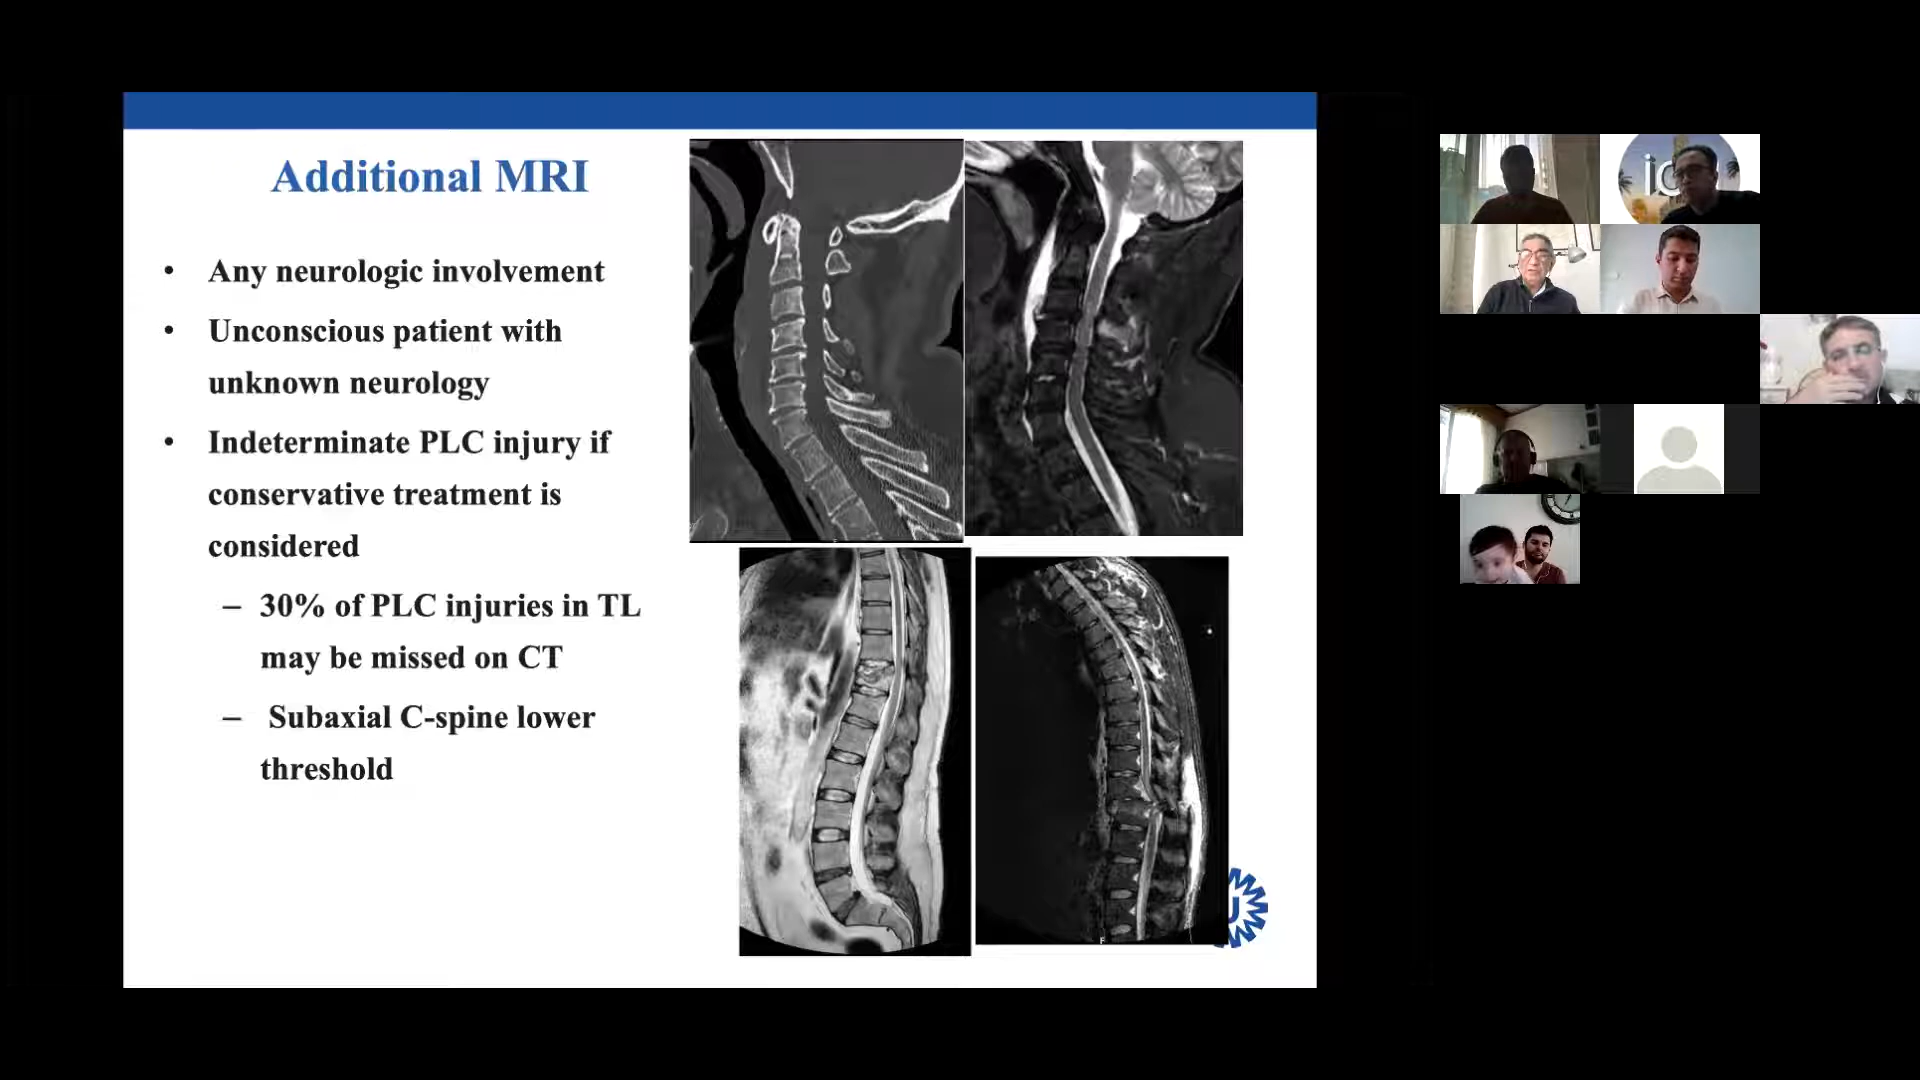 Additional MRI
• Any neurologic involvement
• Unconscious patient with
unknown neurology
• Indeterminate PLC injury if
conservative treatment is
considered
– 30% of PLC injuries in TL
may be missed on CT
– Subaxial C-spine lower
threshold
F